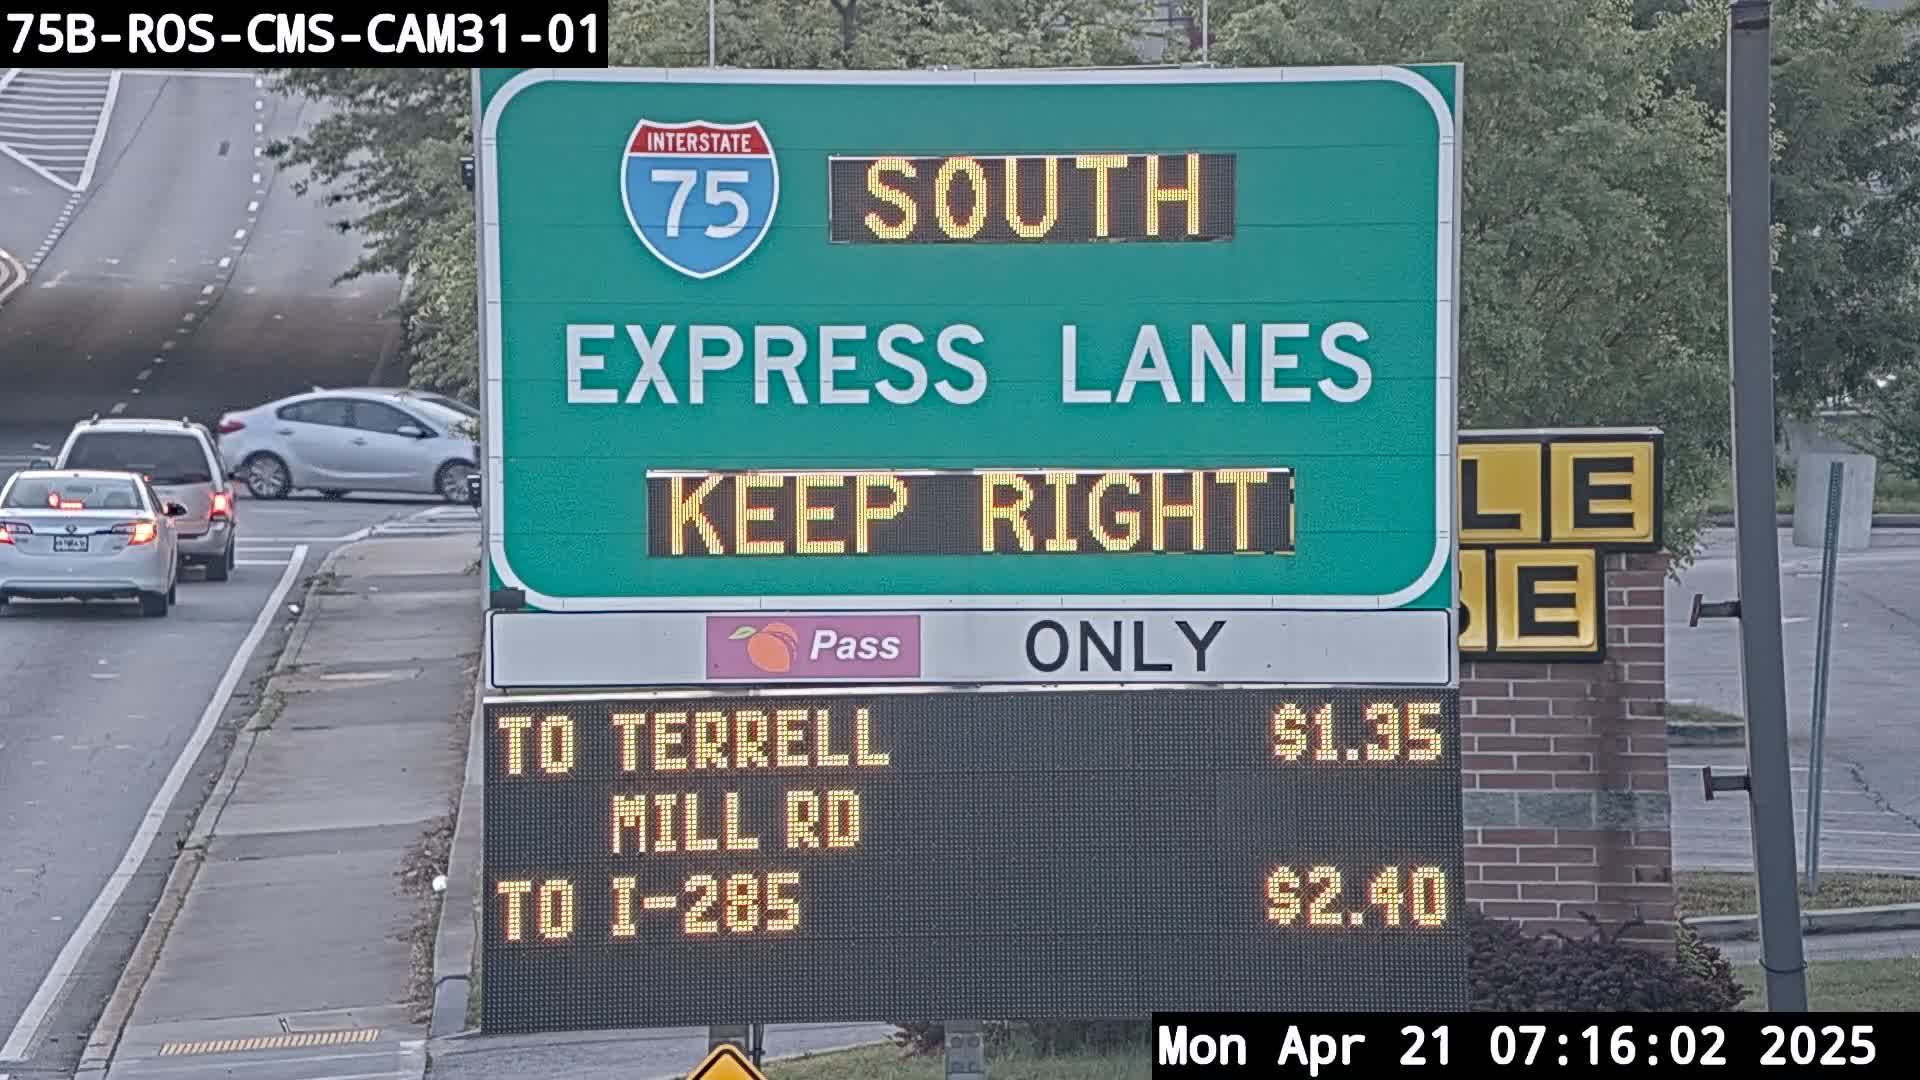 75B-ROS-CMS-CAM31-01
INTERSTATE
75
SOUTH
EXPRESS LANES
KEEP RIGHT
LE
E
Pass
ONLY
TO TERRELL $1.35
MILL RD
TO I-285 $2.40
Mon Apr 21 07:16:02 2025